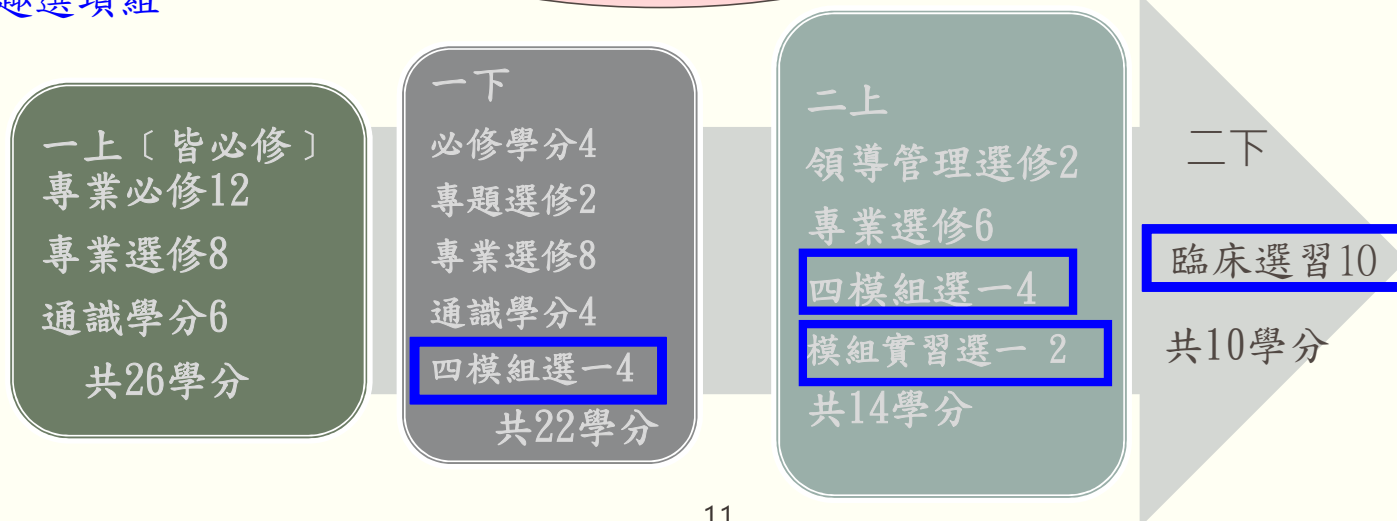 趣選項組
一上〔皆必修〕
專業必修12
專業選修8
通識學分6
共26學分
一下
必修學分4
專題選修2
專業選修8
通識學分4
四模組選一4
共22學分
二上
領導管理選修2
專業選修6
四模組選一4
模組實習選一 2
共14學分
二下
臨床選習10
共10學分
11